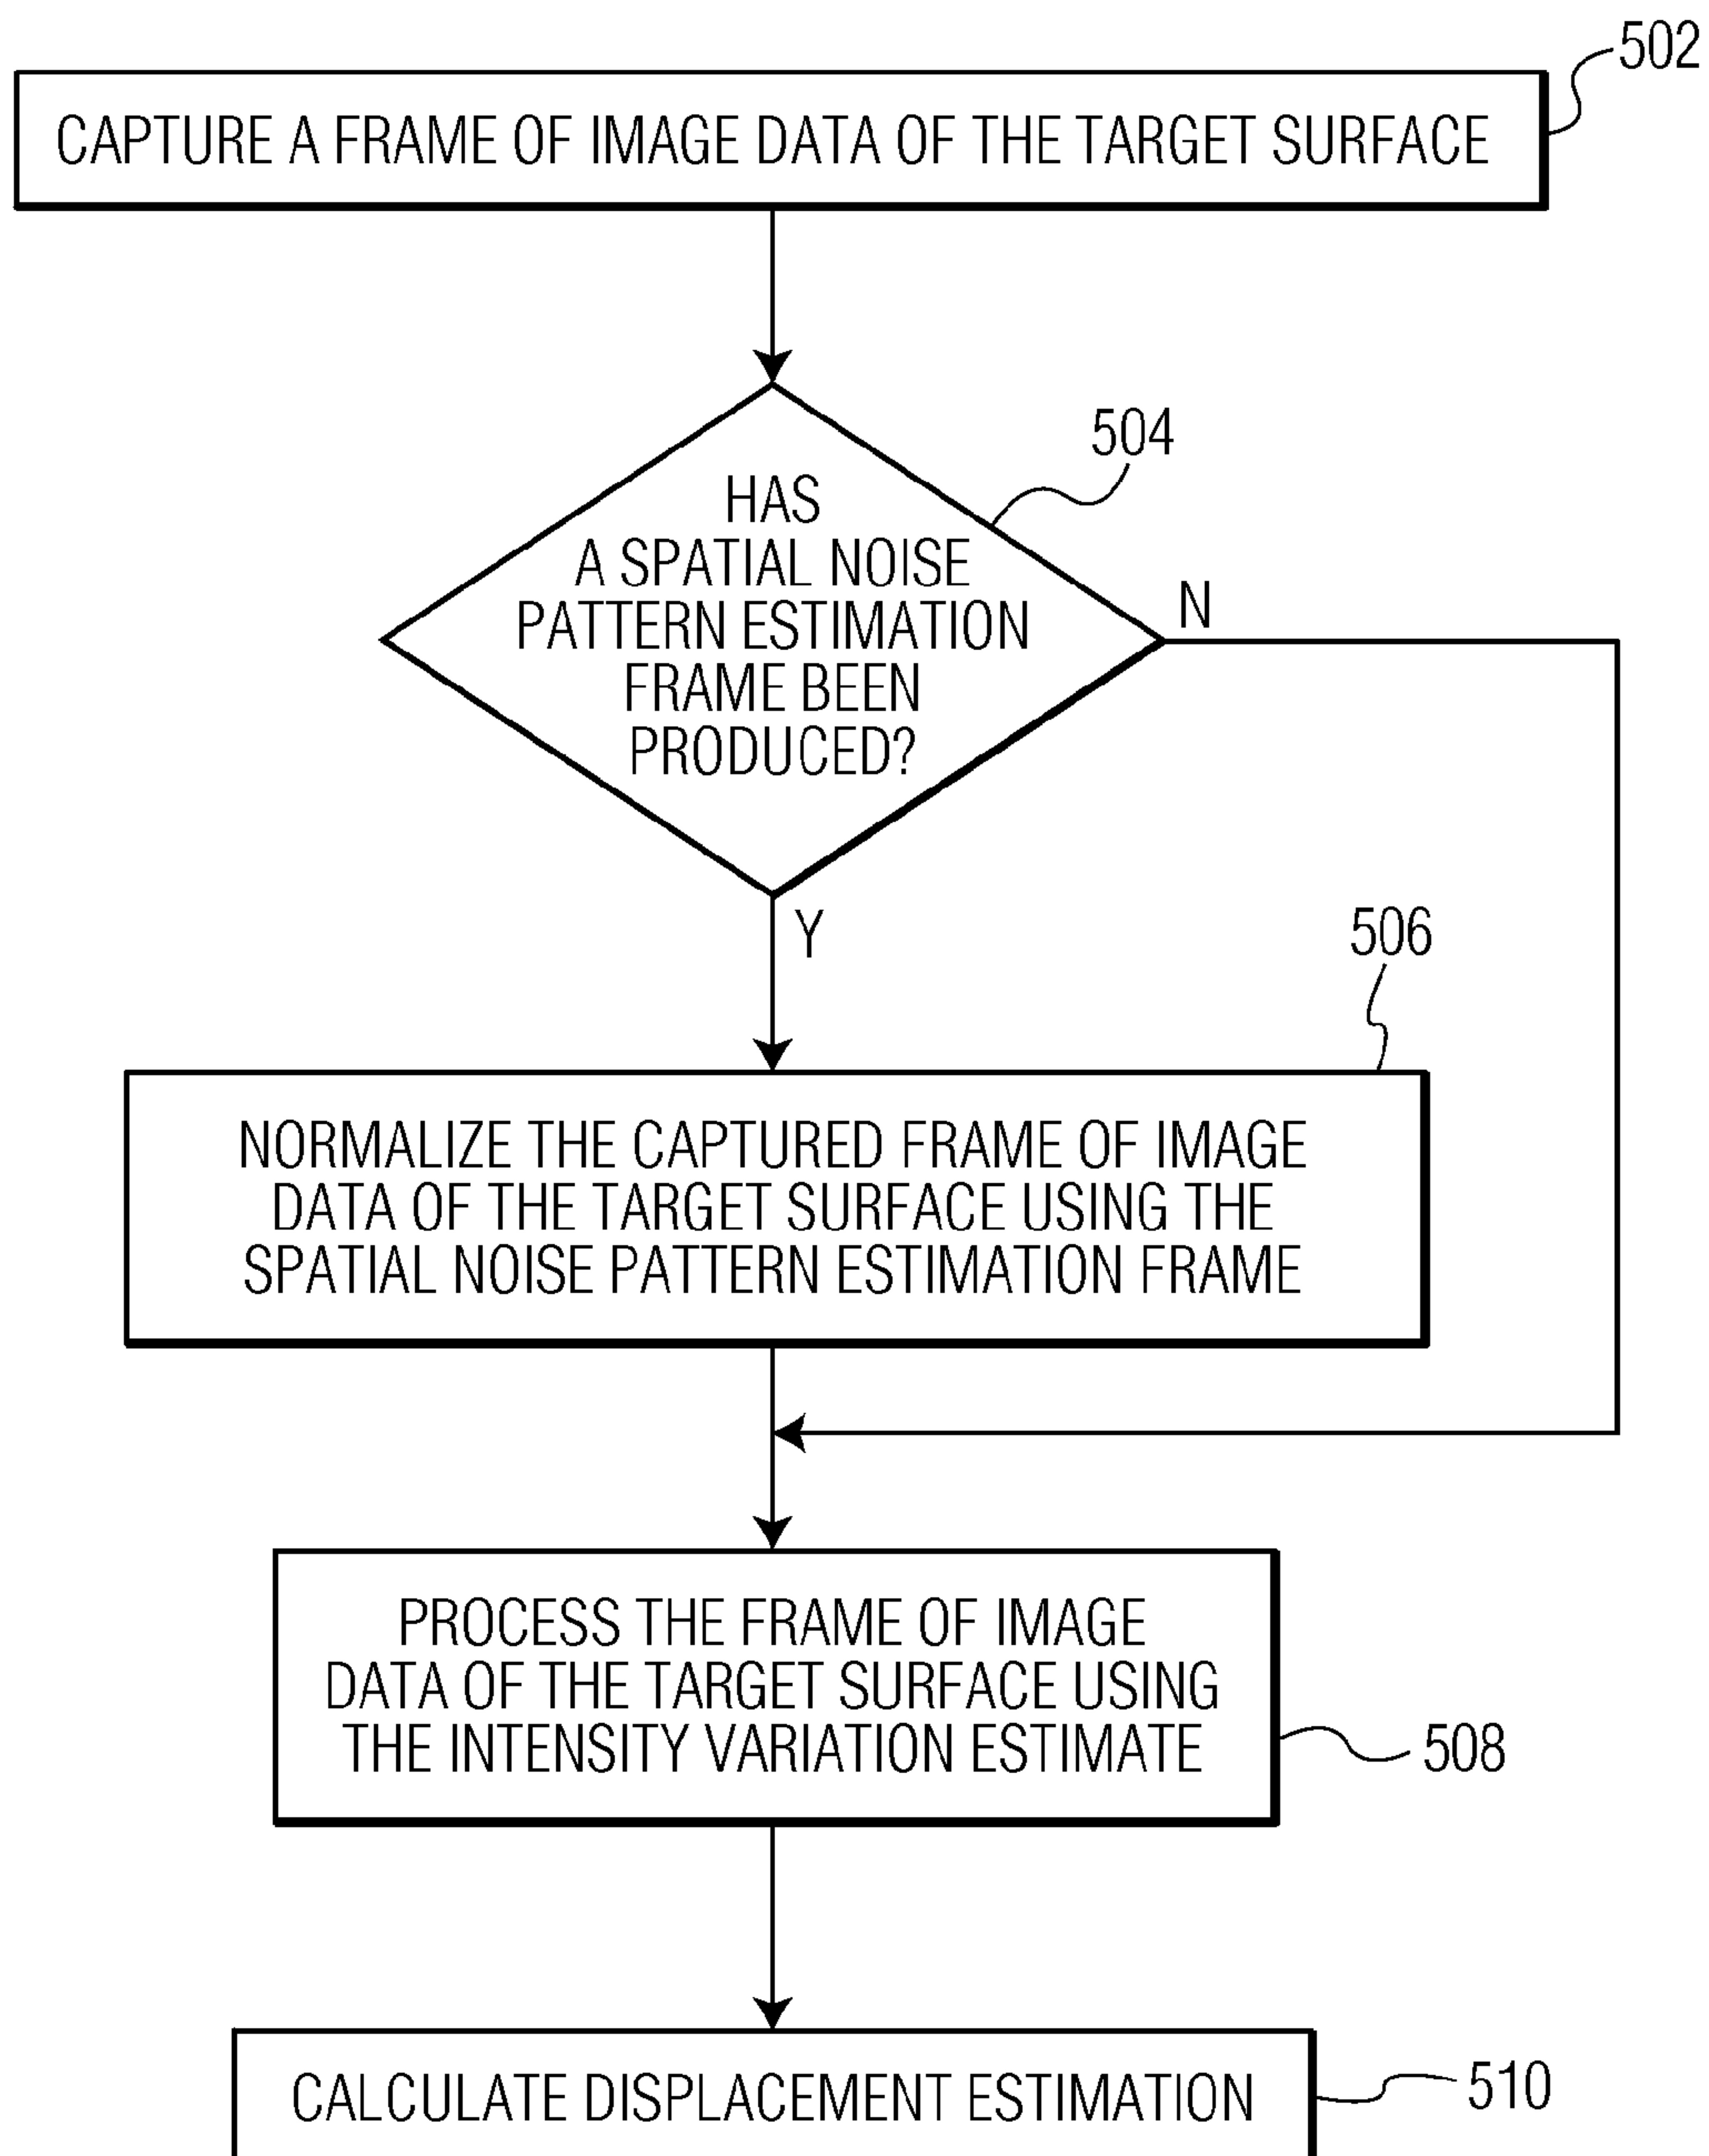 502
CAPTURE A FRAME OF IMAGE DATA OF THE TARGET SURFACE
504
HAS
A SPATIAL NOISE
PATTERN ESTIMATION
FRAME BEEN
PRODUCED?
N
Y
506
NORMALIZE THE CAPTURED FRAME OF IMAGE
DATA OF THE TARGET SURFACE USING THE
SPATIAL NOISE PATTERN ESTIMATION FRAME
PROCESS THE FRAME OF IMAGE
DATA OF THE TARGET SURFACE USING
THE INTENSITY VARIATION ESTIMATE
508
CALCULATE DISPLACEMENT ESTIMATION
510